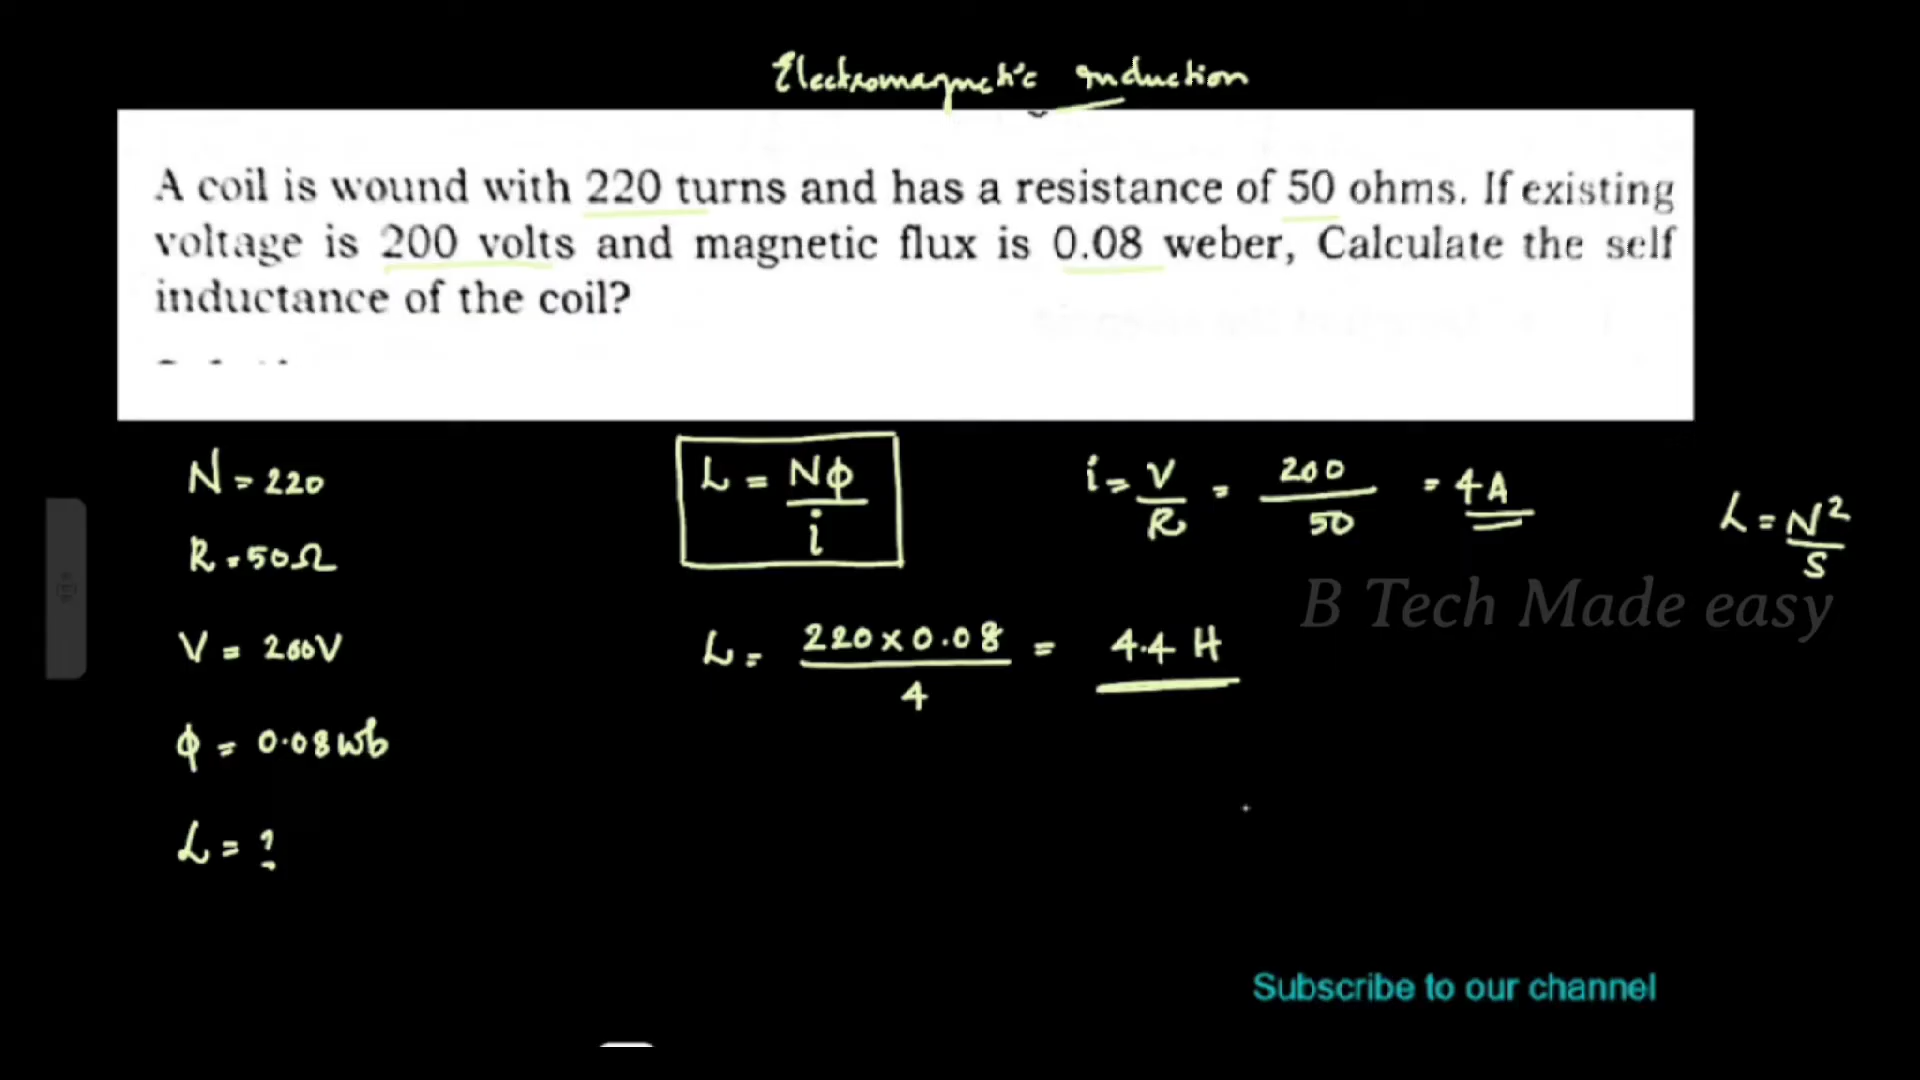 Electromagnetic induction
A coil is wound with 220 turns and has a resistance of 50 ohms. If existing
voltage is 200 volts and magnetic flux is 0.08 weber, Calculate the self
inductance of the coil?
N = 220
R = 50Ω
V = 200V
ϕ = 0.08 Wb
L = ?
L = Nϕ / i
i = V / R = 200 / 50 = 4A
L = N² / S
L = 220 × 0.08 / 4 = 4.4 H
B Tech Made easy
Subscribe to our channel